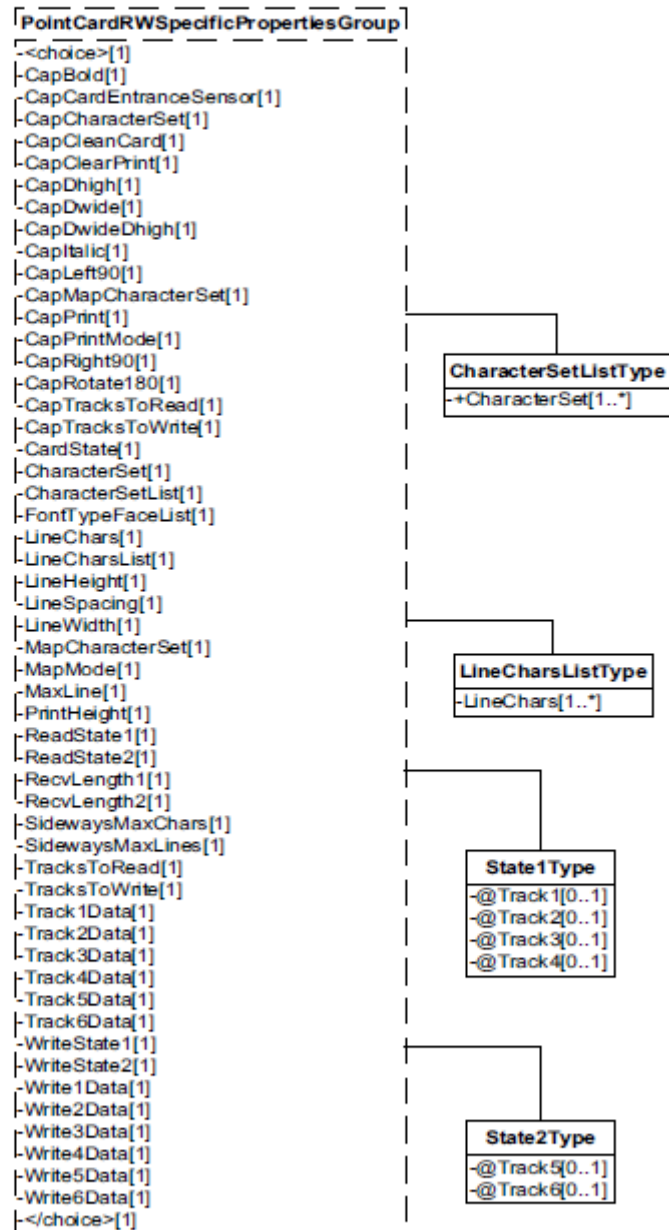 PointCardRWSpecificPropertiesGroup
-<choice>[1]
-CapBold[1]
-CapCardEntranceSensor[1]
-CapCharacterSet[1]
-CapCleanCard[1]
-CapClearPrint[1]
-CapDhigh[1]
-CapDwide[1]
-CapDwideDhigh[1]
-CapItalic[1]
-CapLeft90[1]
-CapMapCharacterSet[1]
-CapPrint[1]
-CapPrintMode[1]
-CapRight90[1]
-CapRotate180[1]
-CapTracksToRead[1]
-CapTracksToWrite[1]
-CardState[1]
-CharacterSet[1]
-CharacterSetList[1]
-FontTypeFaceList[1]
-LineChars[1]
-LineCharsList[1]
-LineHeight[1]
-LineSpacing[1]
-LineWidth[1]
-MapCharacterSet[1]
-MapMode[1]
-MaxLine[1]
-PrintHeight[1]
-ReadState1[1]
-ReadState2[1]
-RecvLength1[1]
-RecvLength2[1]
-SidewaysMaxChars[1]
-SidewaysMaxLines[1]
-TracksToRead[1]
-TracksToWrite[1]
-Track1Data[1]
-Track2Data[1]
-Track3Data[1]
-Track4Data[1]
-Track5Data[1]
-Track6Data[1]
-WriteState1[1]
-WriteState2[1]
-Write1Data[1]
-Write2Data[1]
-Write3Data[1]
-Write4Data[1]
-Write5Data[1]
-Write6Data[1]
-</choice>[1]
CharacterSetListType
-+CharacterSet[1..*]
LineCharsListType
-LineChars[1..*]
State1Type
-@Track1[0..1]
-@Track2[0..1]
-@Track3[0..1]
-@Track4[0..1]
State2Type
-@Track5[0..1]
-@Track6[0..1]